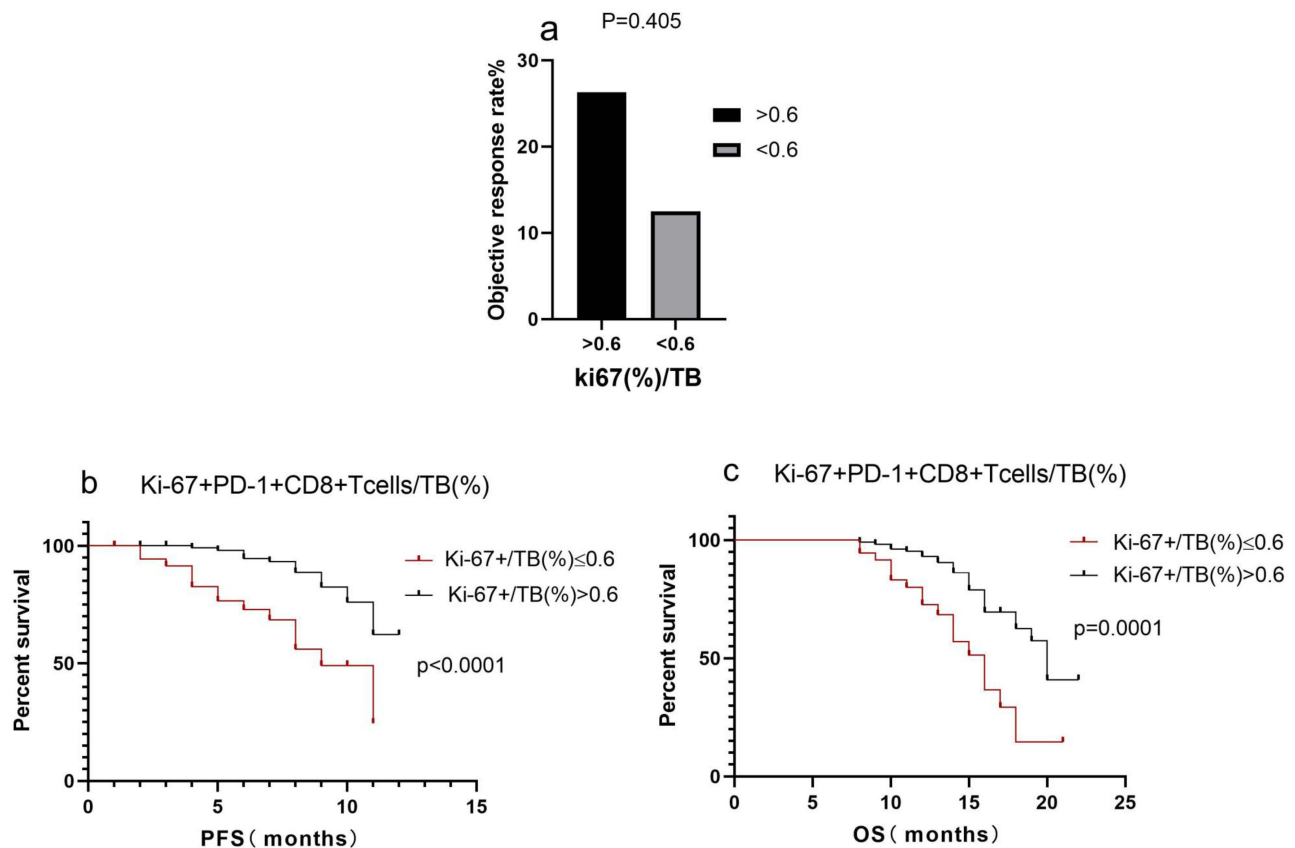 a
P=0.405
Objective response rate%
30
20
10
0
>0.6
<0.6
>0.6
<0.6
ki67(%)/TB
b
Ki-67+PD-1+CD8+Tcells/TB(%)
Percent survival
100
50
0
0
5
10
15
PFS( months)
Ki-67+/TB(%)≤0.6
Ki-67+/TB(%)>0.6
p<0.0001
c
Ki-67+PD-1+CD8+Tcells/TB(%)
Percent survival
100
50
0
0
5
10
15
20
25
OS( months)
Ki-67+/TB(%)≤0.6
Ki-67+/TB(%)>0.6
p=0.0001